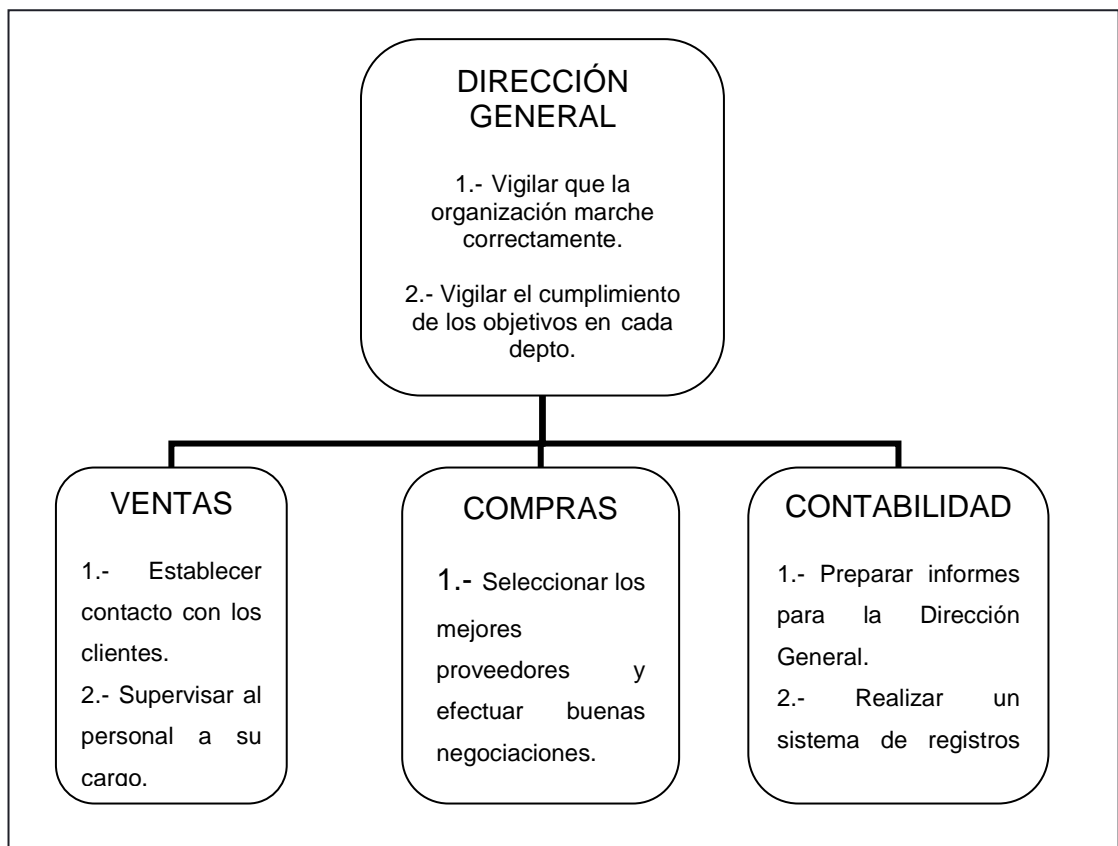 DIRECCIÓN
GENERAL
1.- Vigilar que la
organización marche
correctamente.
2.- Vigilar el cumplimiento
de los objetivos en cada
depto.
VENTAS
1.- Establecer
contacto con los
clientes.
2.- Supervisar al
personal a su
cargo.
COMPRAS
1.- Seleccionar los
mejores
proveedores y
efectuar buenas
negociaciones.
CONTABILIDAD
1.- Preparar informes
para la Dirección
General.
2.- Realizar un
sistema de registros